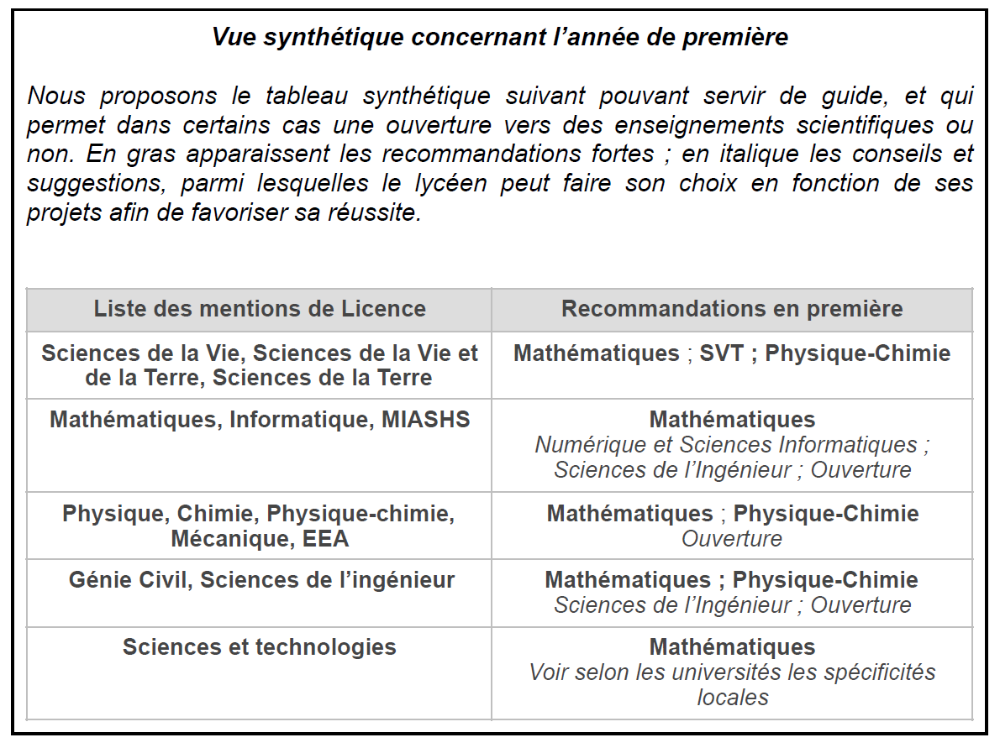 Vue synthétique concernant l’année de première
Nous proposons le tableau synthétique suivant pouvant servir de guide, et qui
permet dans certains cas une ouverture vers des enseignements scientifiques ou
non. En gras apparaissent les recommandations fortes ; en italique les conseils et
suggestions, parmi lesquelles le lycéen peut faire son choix en fonction de ses
projets afin de favoriser sa réussite.
Liste des mentions de Licence
Recommandations en première
Sciences de la Vie, Sciences de la Vie et
de la Terre, Sciences de la Terre
Mathématiques ; SVT ; Physique-Chimie
Mathématiques, Informatique, MIASHS
Mathématiques
Numérique et Sciences Informatiques ;
Sciences de l’Ingénieur ; Ouverture
Physique, Chimie, Physique-chimie,
Mécanique, EEA
Mathématiques ; Physique-Chimie
Ouverture
Génie Civil, Sciences de l’ingénieur
Mathématiques ; Physique-Chimie
Sciences de l’Ingénieur ; Ouverture
Sciences et technologies
Mathématiques
Voir selon les universités les spécificités
locales